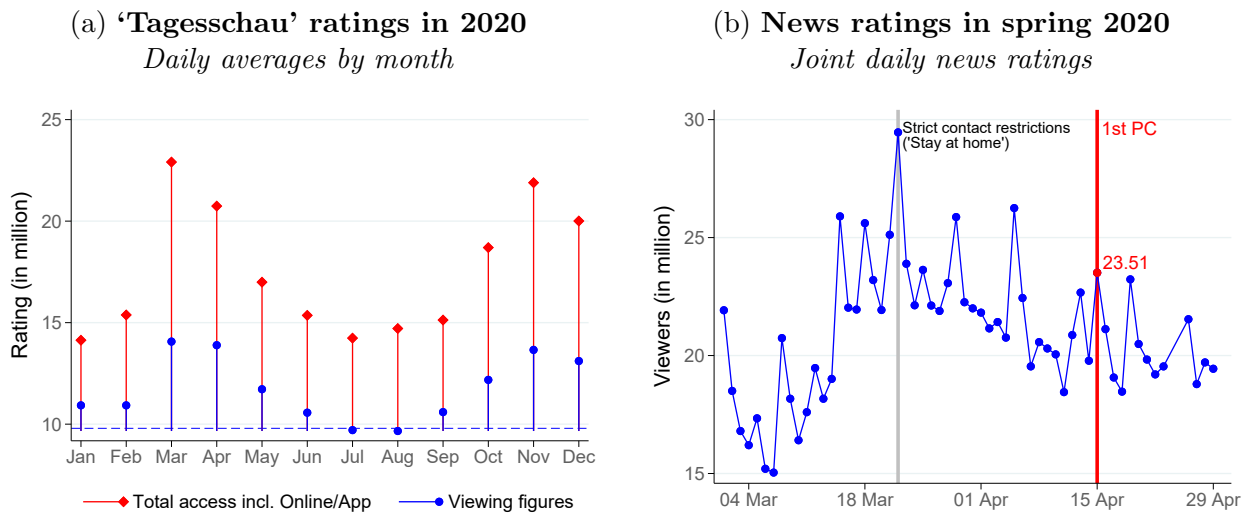 (a) ‘Tagesschau’ ratings in 2020
Daily averages by month
Rating (in million)
25
20
15
10
Jan Feb Mar Apr May Jun Jul Aug Sep Oct Nov Dec
Total access incl. Online/App Viewing figures
(b) News ratings in spring 2020
Joint daily news ratings
Viewers (in million)
30
25
20
15
Strict contact restrictions
('Stay at home')
1st PC
23.51
04 Mar 18 Mar 01 Apr 15 Apr 29 Apr